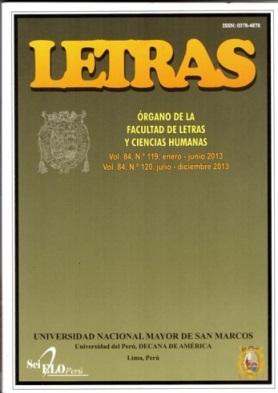 ISSN: 0378-4878
LETRAS
ÓRGANO DE LA
FACULTAD DE LETRAS
Y CIENCIAS HUMANAS
Vol. 84, N.º 119, enero - junio 2013
Vol. 84, N.º 120, julio - diciembre 2013
UNIVERSIDAD NACIONAL MAYOR DE SAN MARCOS
Universidad del Perú, DECANA DE AMÉRICA
Lima, Perú
SciELO Perú